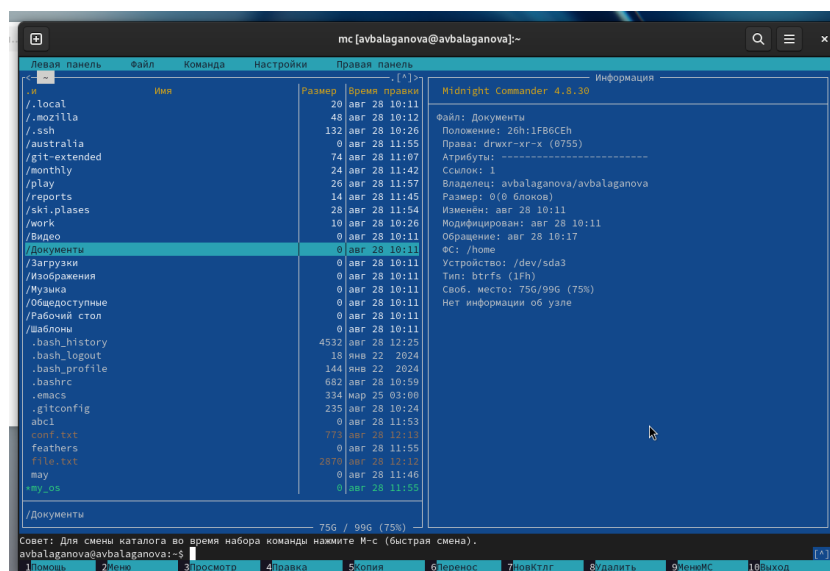 mc [avbalaganova@avbalaganova]:~
Левая панель Файл Команда Настройки Правая панель
<- ~ .[^]>
.и Имя Размер Время правки
/.local 20 авг 28 10:11
/.mozilla 48 авг 28 10:12
/.ssh 132 авг 28 10:26
/australia 0 авг 28 11:55
/git-extended 74 авг 28 11:07
/monthly 24 авг 28 11:42
/play 26 авг 28 11:57
/reports 14 авг 28 11:45
/ski.plases 28 авг 28 11:54
/work 10 авг 28 10:26
/Видео 0 авг 28 10:11
/Документы 0 авг 28 10:11
/Загрузки 0 авг 28 10:11
/Изображения 0 авг 28 10:11
/Музыка 0 авг 28 10:11
/Общедоступные 0 авг 28 10:11
/Рабочий стол 0 авг 28 10:11
/Шаблоны 0 авг 28 10:11
.bash_history 4532 авг 28 12:25
.bash_logout 18 янв 22 2024
.bash_profile 144 янв 22 2024
.bashrc 682 авг 28 10:59
.emacs 334 мар 25 03:00
.gitconfig 235 авг 28 10:24
abc1 0 авг 28 11:53
conf.txt 773 авг 28 12:13
feathers 0 авг 28 11:55
file.txt 2870 авг 28 12:12
may 0 авг 28 11:46
*my_os 0 авг 28 11:55
/Документы
75G / 99G (75%)
Информация
Midnight Commander 4.8.30
Файл: Документы
Положение: 26h:1FB6CEh
Права: drwxr-xr-x (0755)
Атрибуты: -------------------------
Ссылок: 1
Владелец: avbalaganova/avbalaganova
Размер: 0(0 блоков)
Изменён: авг 28 10:11
Модифицирован: авг 28 10:11
Обращение: авг 28 10:17
ФС: /home
Устройство: /dev/sda3
Тип: btrfs (1Fh)
Своб. место: 75G/99G (75%)
Нет информации об узле
Совет: Для смены каталога во время набора команды нажмите M-c (быстрая смена).
avbalaganova@avbalaganova:~$ [^]
1Помощь 2Меню 3Просмотр 4Правка 5Копия 6Перенос 7НовКтлг 8Удалить 9МенюMC 10Выход